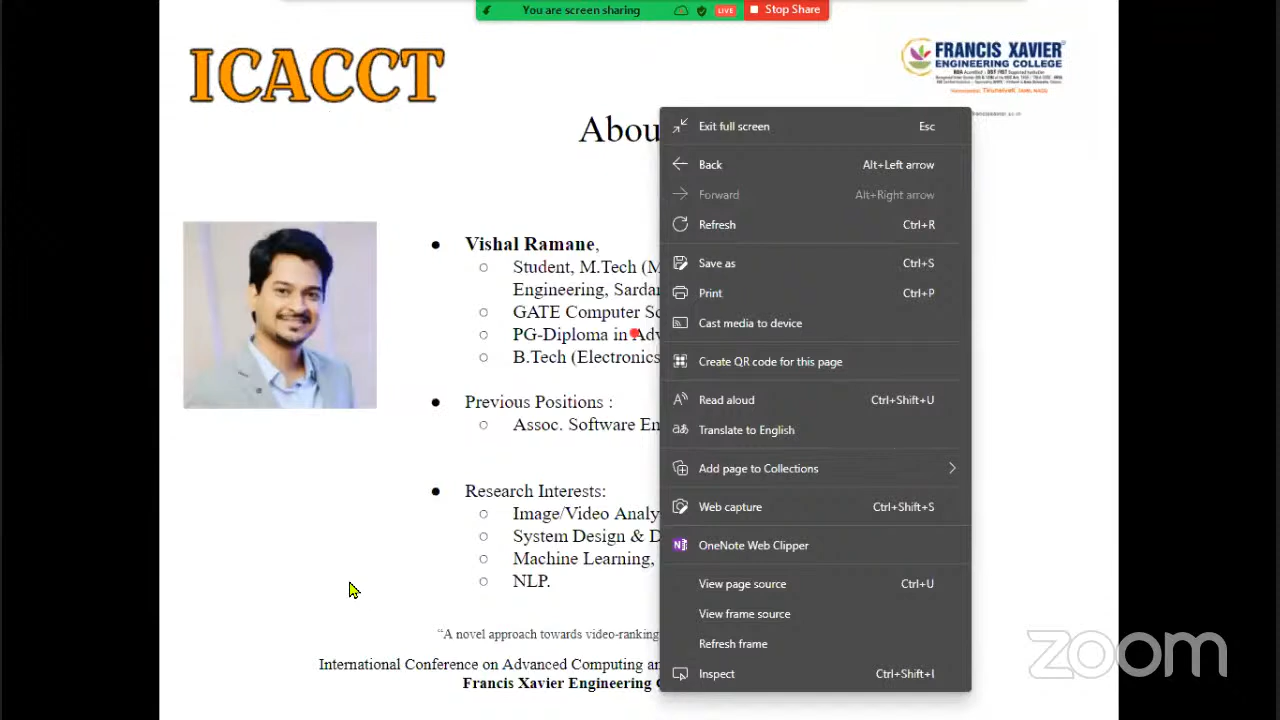 You are screen sharing LIVE Stop Share
ICACCT
FRANCIS XAVIER
ENGINEERING COLLEGE
Abou
Exit full screen Esc
Back Alt+Left arrow
Forward Alt+Right arrow
Refresh Ctrl+R
Save as Ctrl+S
Print Ctrl+P
Cast media to device
Create QR code for this page
Read aloud Ctrl+Shift+U
Translate to English
Add page to Collections
Web capture Ctrl+Shift+S
OneNote Web Clipper
View page source Ctrl+U
View frame source
Refresh frame
Inspect Ctrl+Shift+I
● Vishal Ramane,
○ Student, M.Tech (M
Engineering, Sardar
○ GATE Computer Sc
○ PG-Diploma in Adv
○ B.Tech (Electronics
● Previous Positions :
○ Assoc. Software En
● Research Interests:
○ Image/Video Analy
○ System Design & D
○ Machine Learning,
○ NLP.
“A novel approach towards video-ranking
International Conference on Advanced Computing an
Francis Xavier Engineering C
zoom